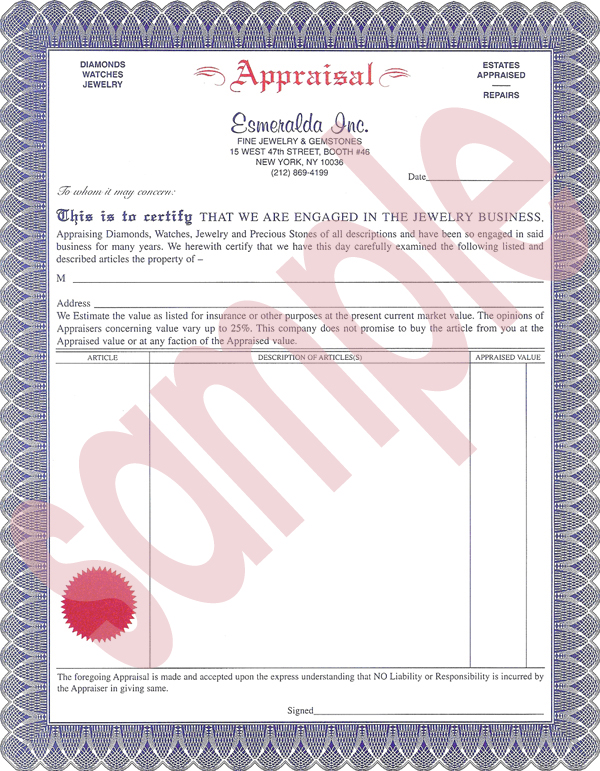 DIAMONDS
WATCHES
JEWELRY
Appraisal
ESTATES
APPRAISED
REPAIRS
Esmeralda Inc.
FINE JEWELRY & GEMSTONES
15 WEST 47th STREET, BOOTH #46
NEW YORK, NY 10036
(212) 869-4199
Date
To whom it may concern:
This is to certify THAT WE ARE ENGAGED IN THE JEWELRY BUSINESS,
Appraising Diamonds, Watches, Jewelry and Precious Stones of all descriptions and have been so engaged in said
business for many years. We herewith certify that we have this day carefully examined the following listed and
described articles the property of –
M
Address
We Estimate the value as listed for insurance or other purposes at the present current market value. The opinions of
Appraisers concerning value vary up to 25%. This company does not promise to buy the article from you at the
Appraised value or at any faction of the Appraised value.
ARTICLE DESCRIPTION OF ARTICLES(S) APPRAISED VALUE
sample
The foregoing Appraisal is made and accepted upon the express understanding that NO Liability or Responsibility is incurred by
the Appraiser in giving same.
Signed